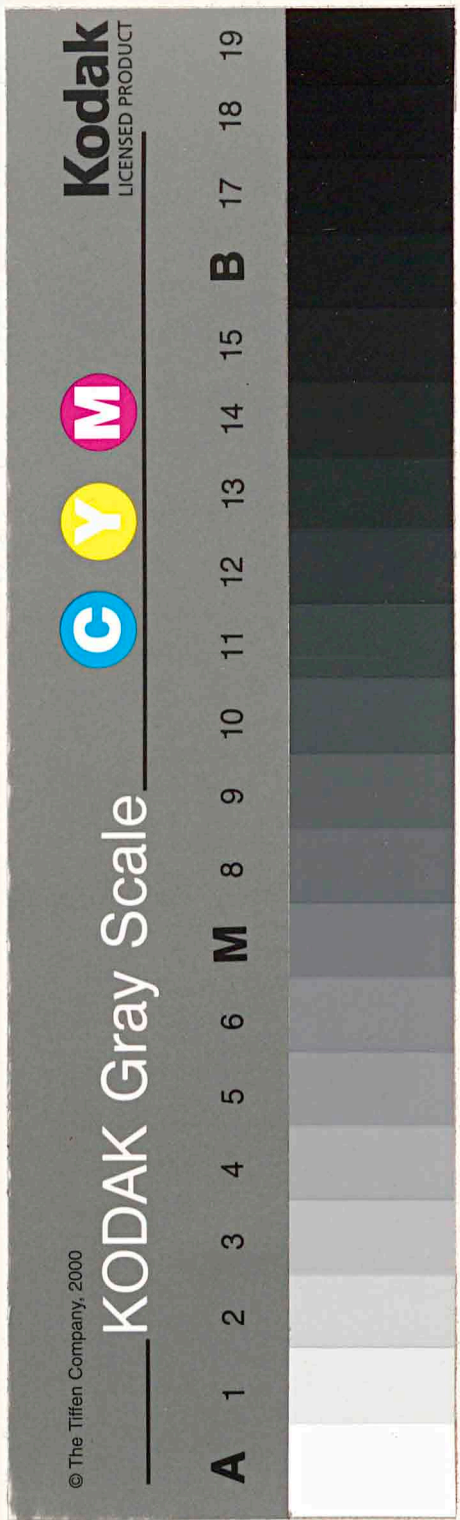 © The Tiffen Company, 2000
KODAK Gray Scale
C Y M
Kodak
LICENSED PRODUCT
A 1 2 3 4 5 6 M 8 9 10 11 12 13 14 15 B 17 18 19